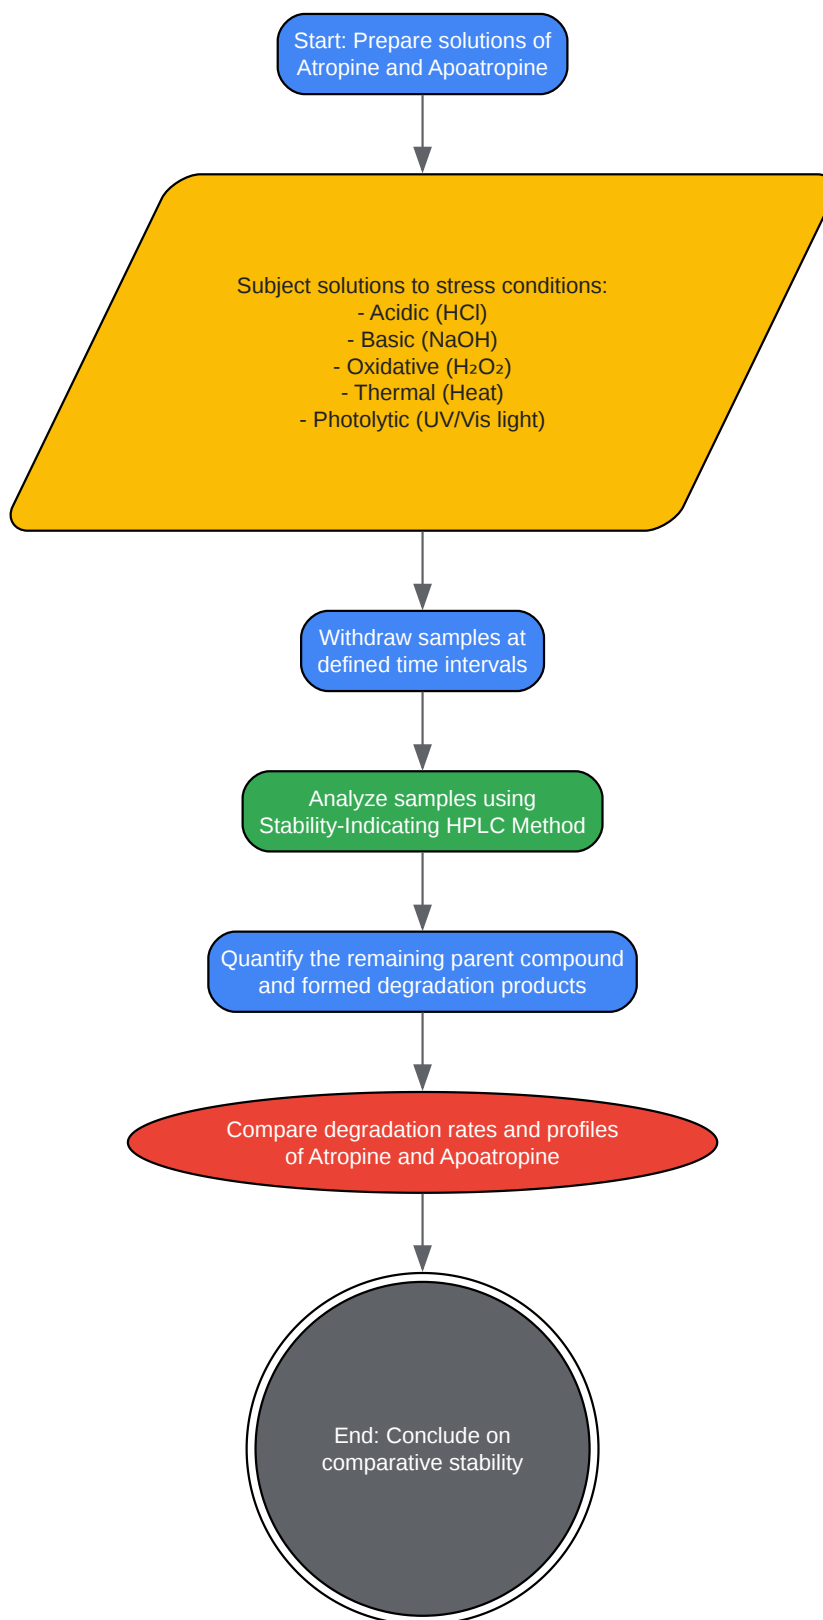 Start: Prepare solutions of
Atropine and Apoatropine
Subject solutions to stress conditions:
- Acidic (HCl)
- Basic (NaOH)
- Oxidative (H₂O₂)
- Thermal (Heat)
- Photolytic (UV/Vis light)
Withdraw samples at
defined time intervals
Analyze samples using
Stability-Indicating HPLC Method
Quantify the remaining parent compound
and formed degradation products
Compare degradation rates and profiles
of Atropine and Apoatropine
End: Conclude on
comparative stability